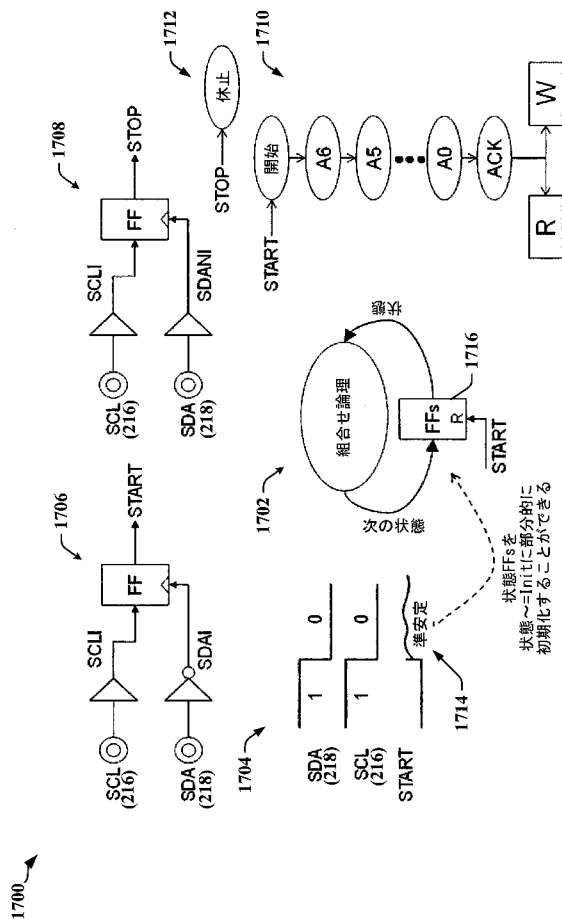 1700
1706
SCL
(216)
SCLI
SDA
(218)
SDAI
FF
START
1708
SCL
(216)
SCLI
SDA
(218)
SDANI
FF
STOP
1704
SDA
(218)
1
0
SCL
(216)
1
0
START
準安定
1714
1702
組合せ論理
次の状態
状態
FFs
R
1716
START
状態FFsを
状態~=Initに部分的に
初期化することができる
1712
STOP
休止
1710
START
開始
A6
A5
A0
ACK
R
W